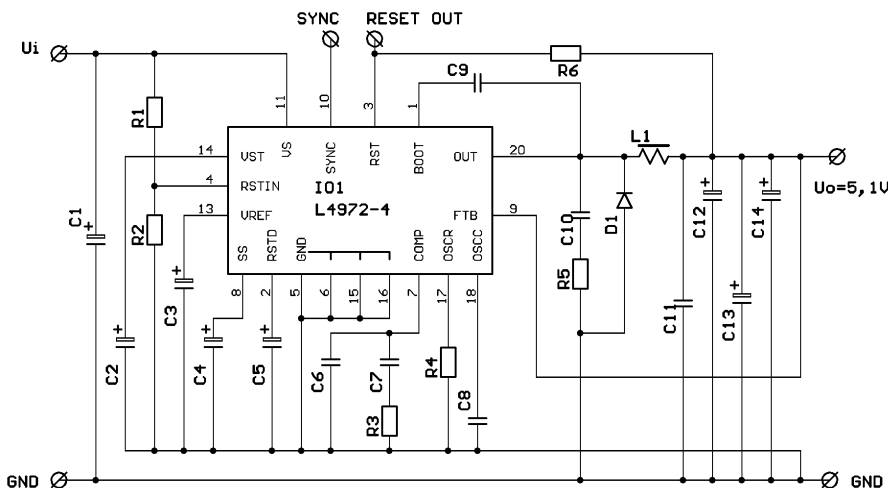 SYNC RESET OUT
Ui
C9
R6
11 10 3 1
R1
L1
14 VST VS SYNC RST BOOT OUT 20
4 RSTIN IO1
Uo=5,1V
13 VREF L4972-4 FTB 9
C1 R2 C10 D1 C12 C14
SS RSTD GND COMP OSCR OSCC
R5
8 2 5 6 15 16 7 17 18
C3
C11 C13
C2 C4 C5 C6 C7 R4
C8
R3
GND GND
+ + + + + + + +